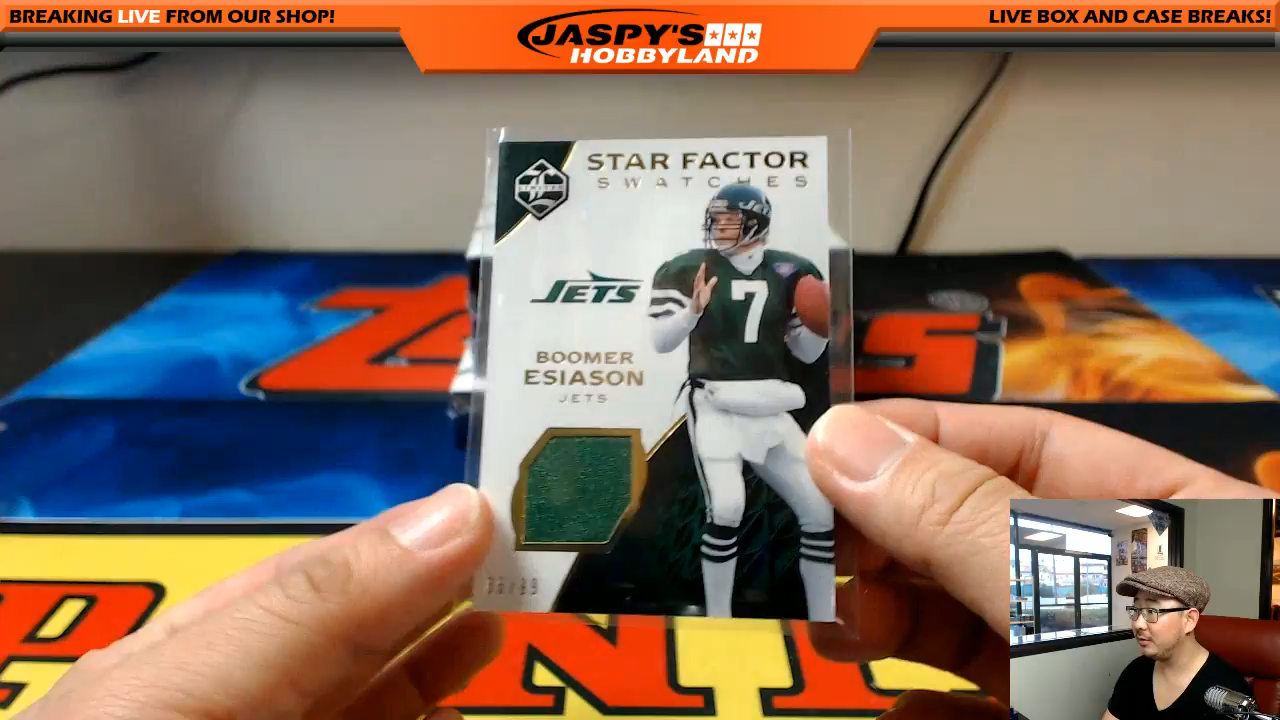 BREAKING LIVE FROM OUR SHOP!
JASPY'S
HOBBYLAND
LIVE BOX AND CASE BREAKS!
STAR FACTOR
SWATCHES
LIMITED
JETS
7
BOOMER
ESIASON
JETS